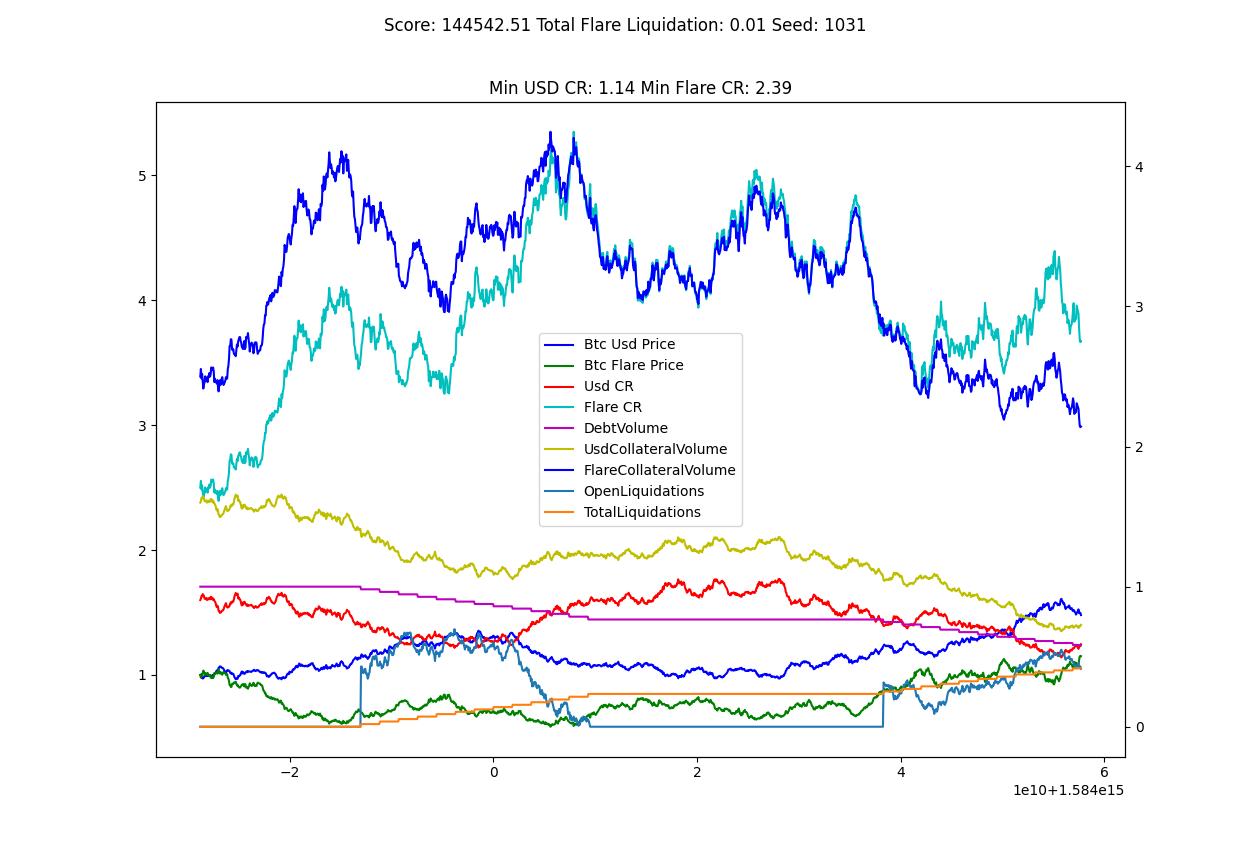 Score: 144542.51 Total Flare Liquidation: 0.01 Seed: 1031
Min USD CR: 1.14 Min Flare CR: 2.39
5
4
3
2
1
4
3
2
1
0
Btc Usd Price
Btc Flare Price
Usd CR
Flare CR
DebtVolume
UsdCollateralVolume
FlareCollateralVolume
OpenLiquidations
TotalLiquidations
−2 0 2 4 6
1e10+1.584e15